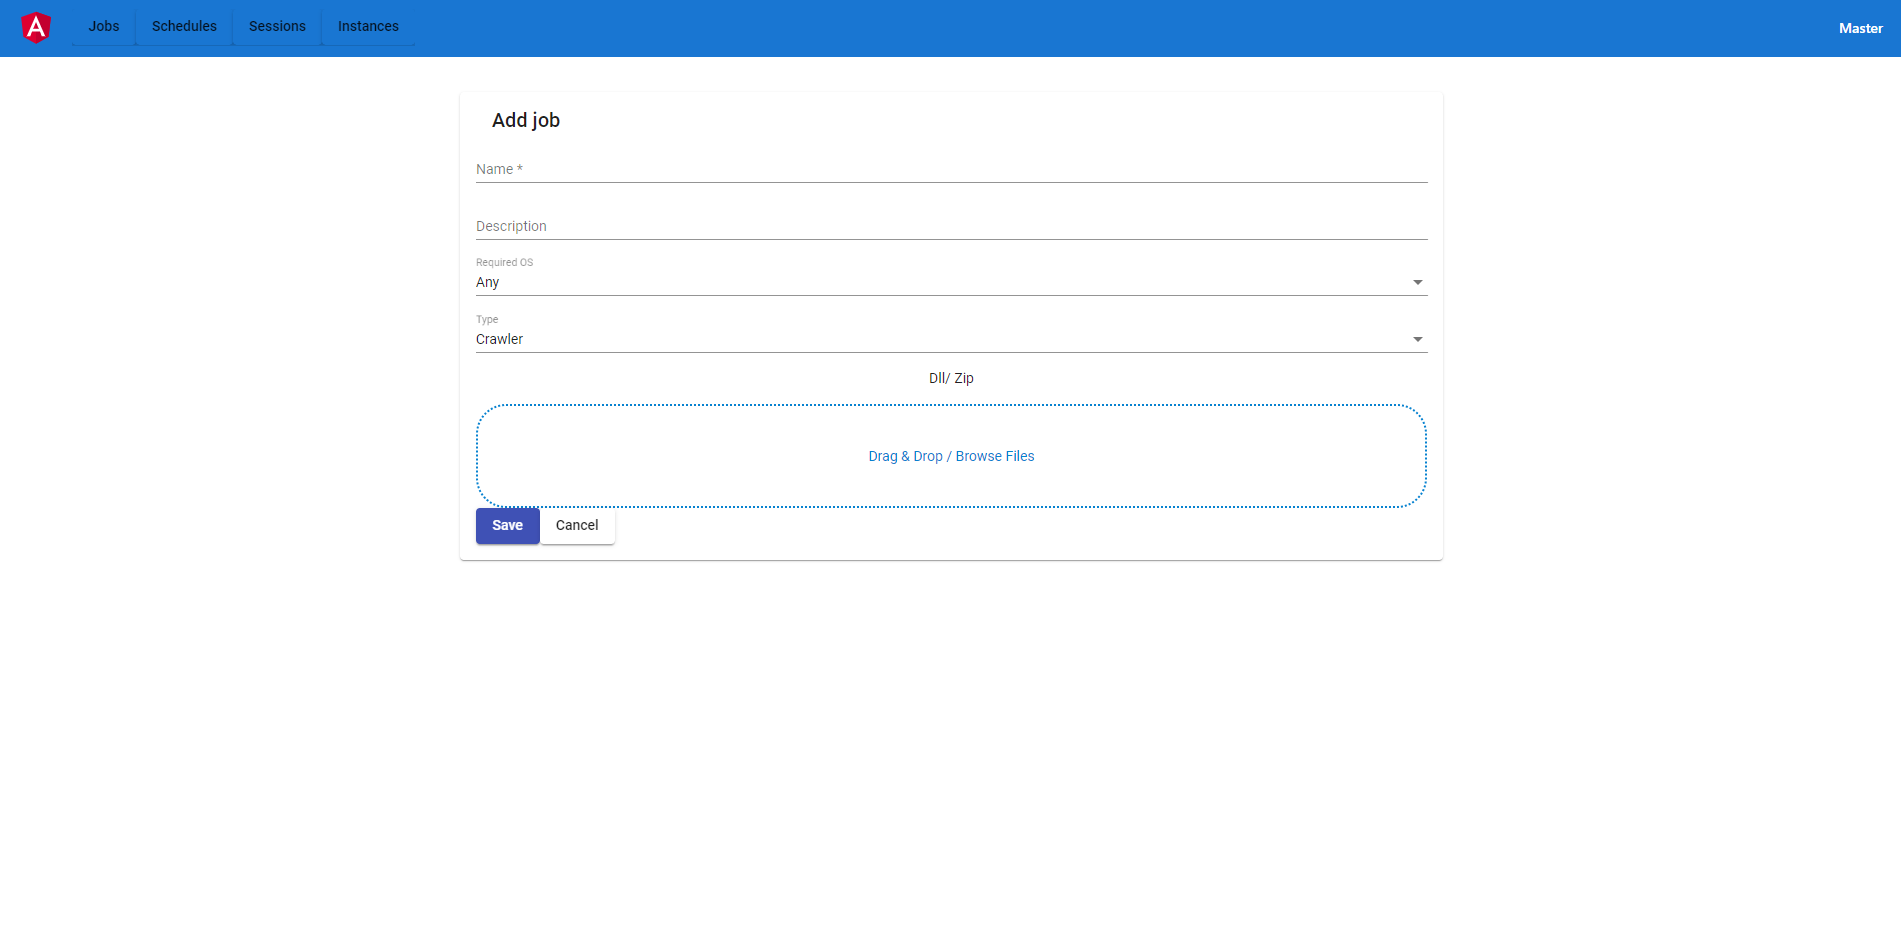 Jobs Schedules Sessions Instances Master
Add job
Name *
Description
Required OS
Any
Type
Crawler
Dll/ Zip
Drag & Drop / Browse Files
Save Cancel